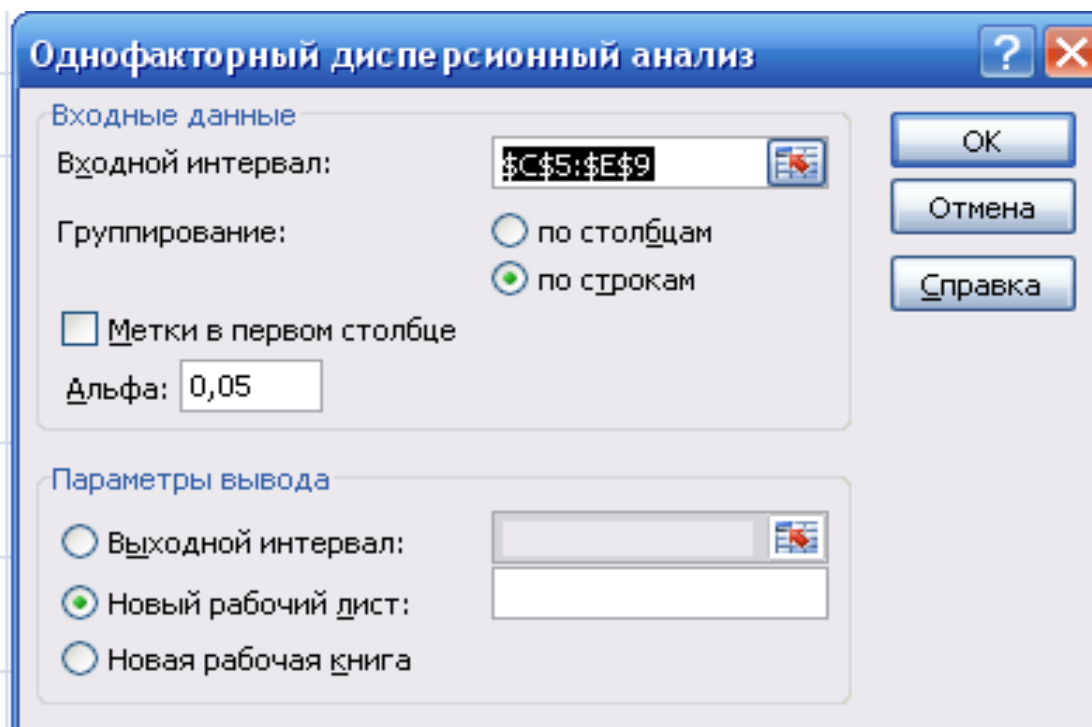 Однофакторный дисперсионный анализ
Входные данные
Входной интервал: $C$5:$E$9
Группирование: по столбцам
по строкам
Метки в первом столбце
Альфа: 0,05
OK
Отмена
Справка
Параметры вывода
Выходной интервал:
Новый рабочий лист:
Новая рабочая книга